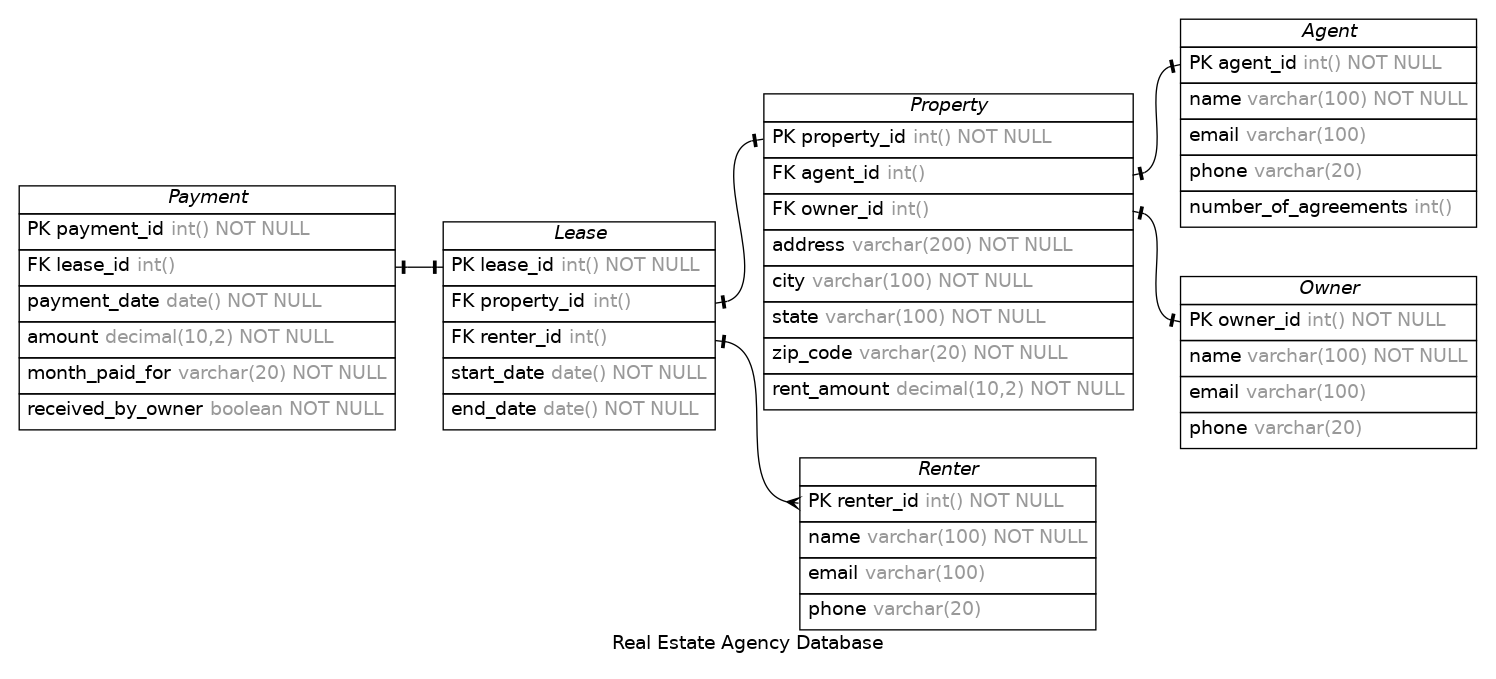 Payment
PK payment_id int() NOT NULL
FK lease_id int()
payment_date date() NOT NULL
amount decimal(10,2) NOT NULL
month_paid_for varchar(20) NOT NULL
received_by_owner boolean NOT NULL
Lease
PK lease_id int() NOT NULL
FK property_id int()
FK renter_id int()
start_date date() NOT NULL
end_date date() NOT NULL
Property
PK property_id int() NOT NULL
FK agent_id int()
FK owner_id int()
address varchar(200) NOT NULL
city varchar(100) NOT NULL
state varchar(100) NOT NULL
zip_code varchar(20) NOT NULL
rent_amount decimal(10,2) NOT NULL
Renter
PK renter_id int() NOT NULL
name varchar(100) NOT NULL
email varchar(100)
phone varchar(20)
Agent
PK agent_id int() NOT NULL
name varchar(100) NOT NULL
email varchar(100)
phone varchar(20)
number_of_agreements int()
Owner
PK owner_id int() NOT NULL
name varchar(100) NOT NULL
email varchar(100)
phone varchar(20)
Real Estate Agency Database